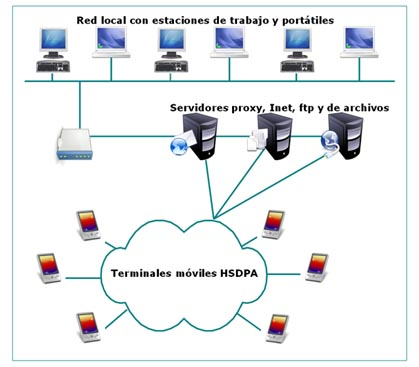 Red local con estaciones de trabajo y portátiles
Servidores proxy, Inet, ftp y de archivos
Terminales móviles HSDPA